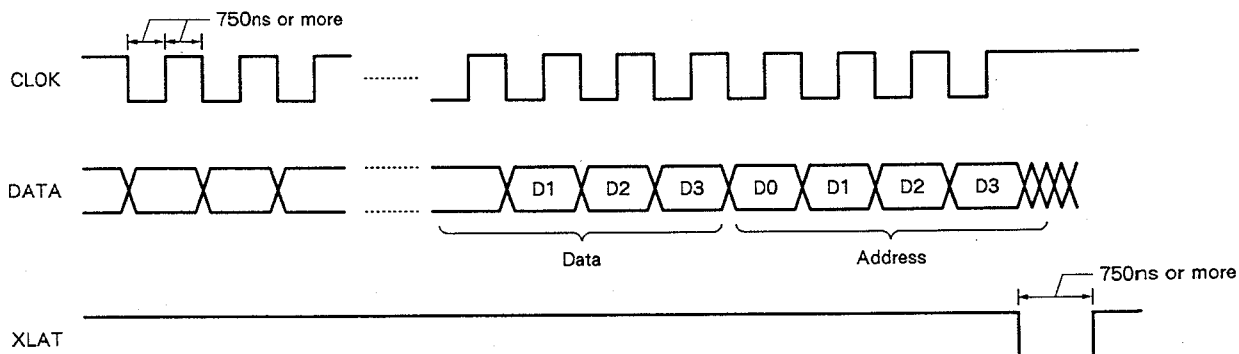 750ns or more
CLOK
DATA
D1 D2 D3 D0 D1 D2 D3
Data
Address
750ns or more
XLAT